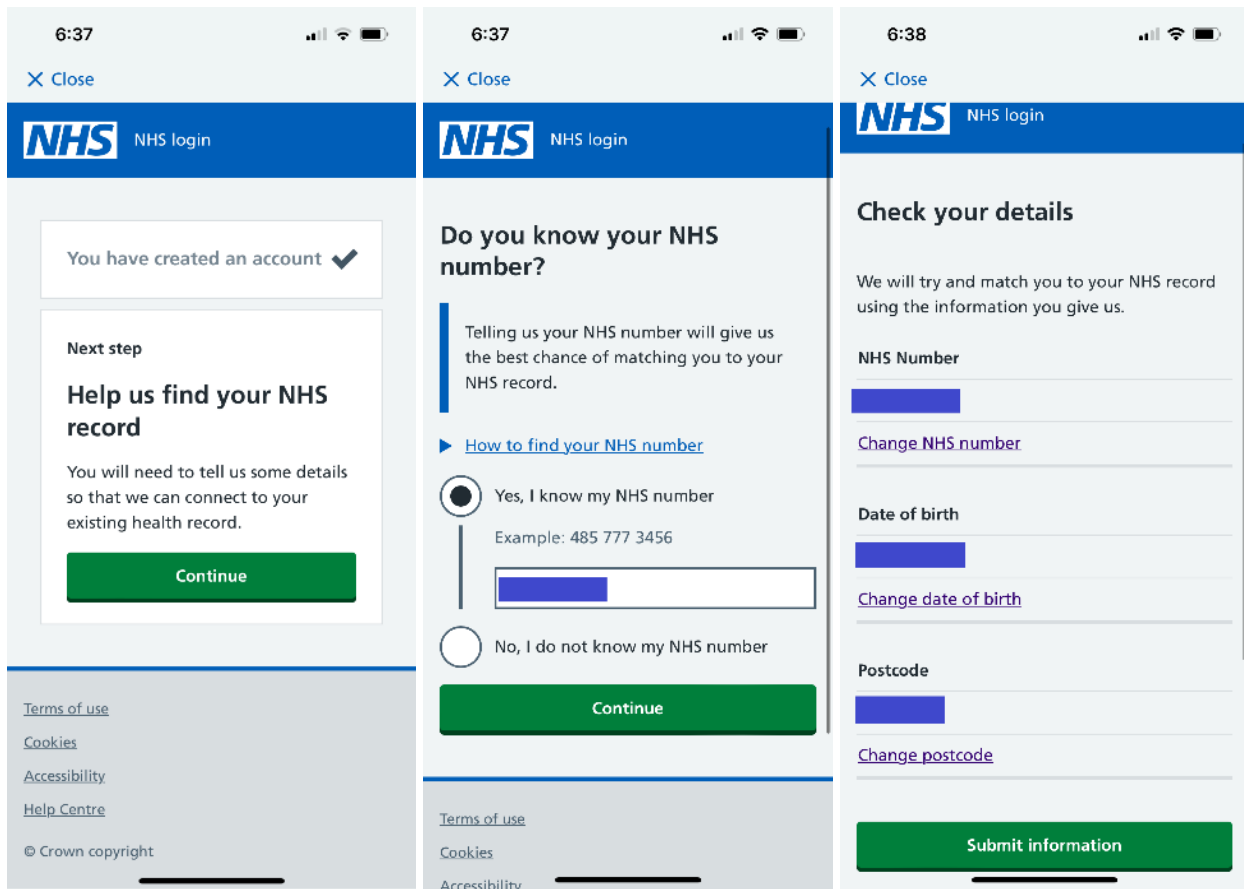 6:37
Close
NHS NHS login
You have created an account
Next step
Help us find your NHS
record
You will need to tell us some details
so that we can connect to your
existing health record.
Continue
Terms of use
Cookies
Accessibility
Help Centre
© Crown copyright
6:37
Close
NHS NHS login
Do you know your NHS
number?
Telling us your NHS number will give us
the best chance of matching you to your
NHS record.
How to find your NHS number
Yes, I know my NHS number
Example: 485 777 3456
No, I do not know my NHS number
Continue
Terms of use
Cookies
Accessibility
6:38
Close
NHS NHS login
Check your details
We will try and match you to your NHS record
using the information you give us.
NHS Number
Change NHS number
Date of birth
Change date of birth
Postcode
Change postcode
Submit information